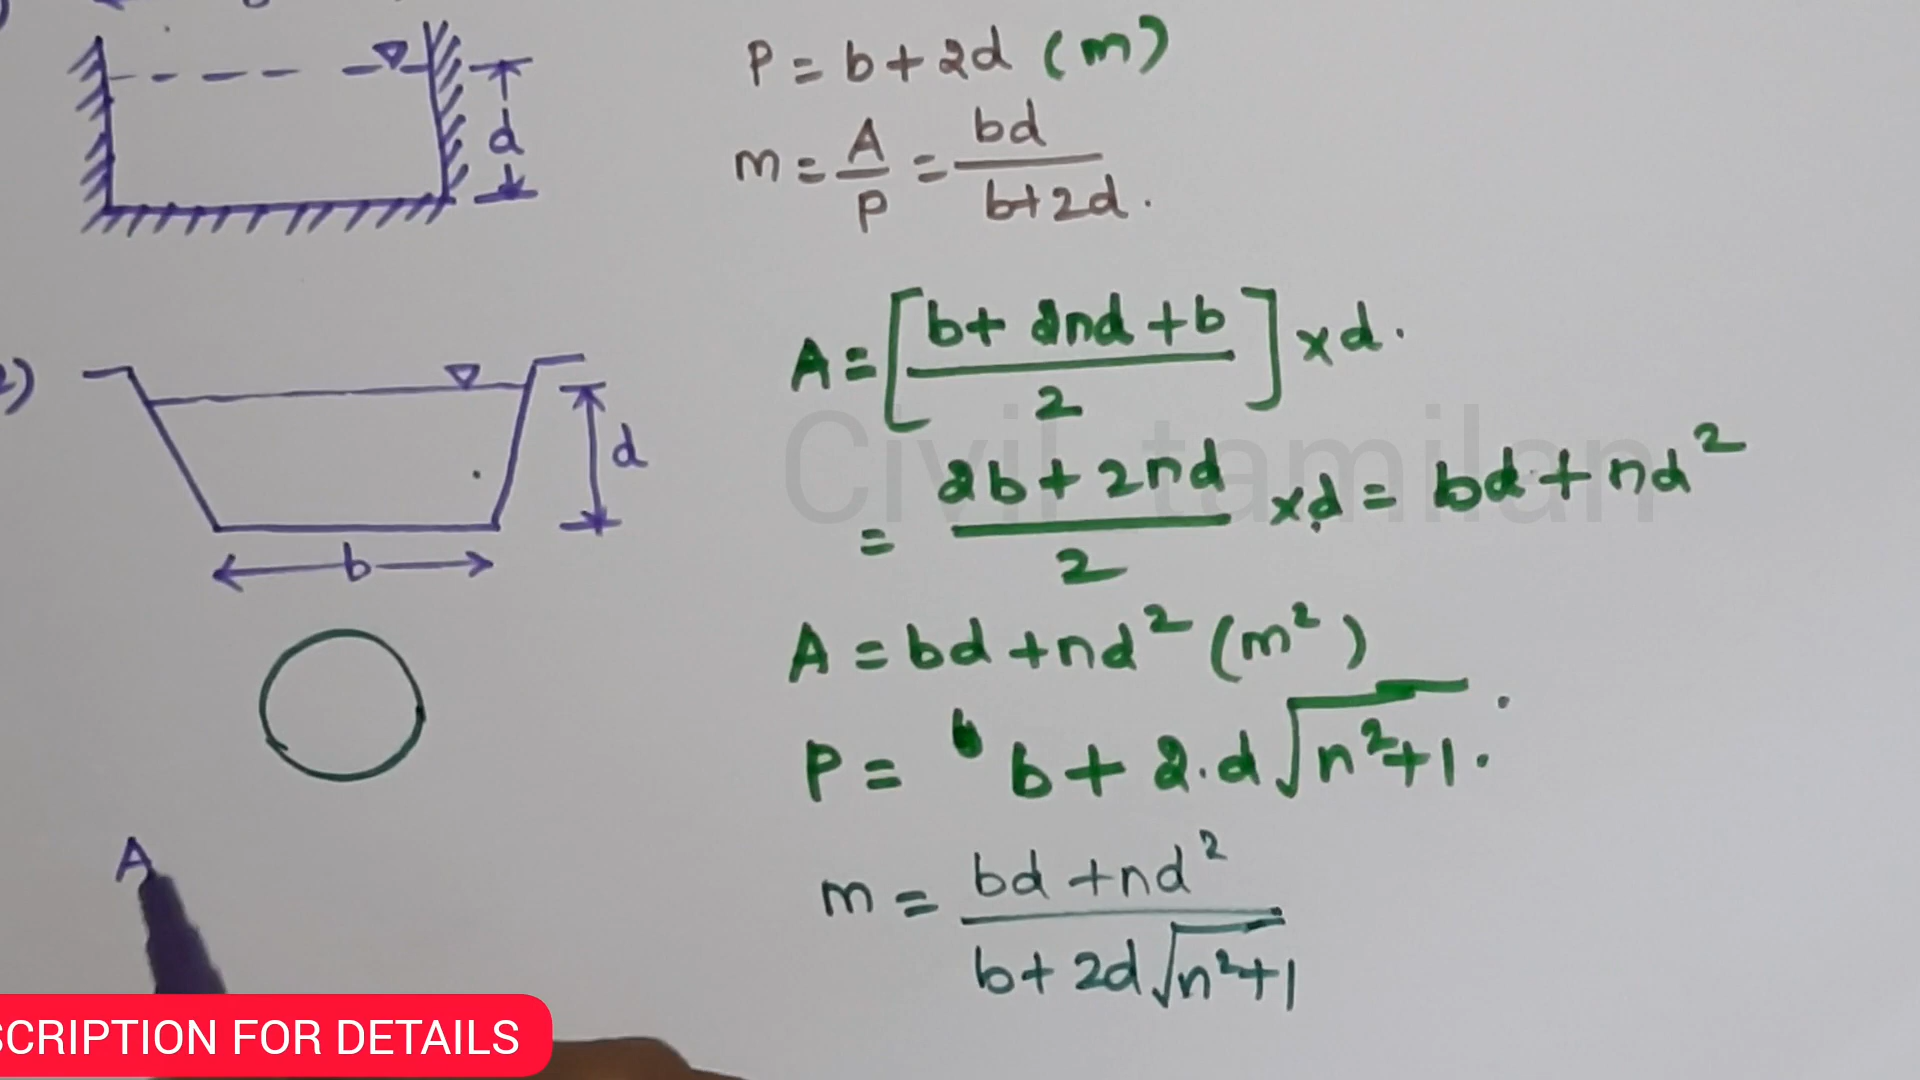 P = b + 2d (m)
d
m = A/P = bd/(b+2d).
A = [(b + 2nd + b)/2] × d.
2)
d
= (2b + 2nd)/2 × d = bd + nd²
b
A = bd + nd² (m²)
P = b + 2.d√(n²+1).
A
m = (bd + nd²)/(b + 2d√(n²+1))
Civil tamilan
SCRIPTION FOR DETAILS